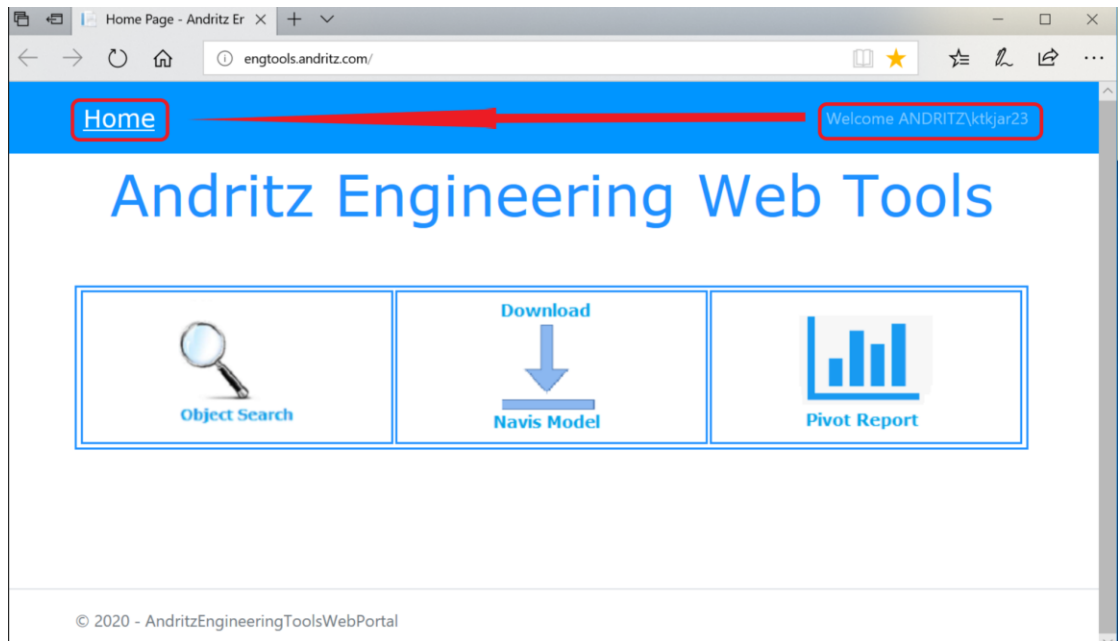 Home Page - Andritz Er
engtools.andritz.com/
Home
Welcome ANDRITZ\ktkjar23
Andritz Engineering Web Tools
Object Search
Download
Navis Model
Pivot Report
© 2020 - AndritzEngineeringToolsWebPortal